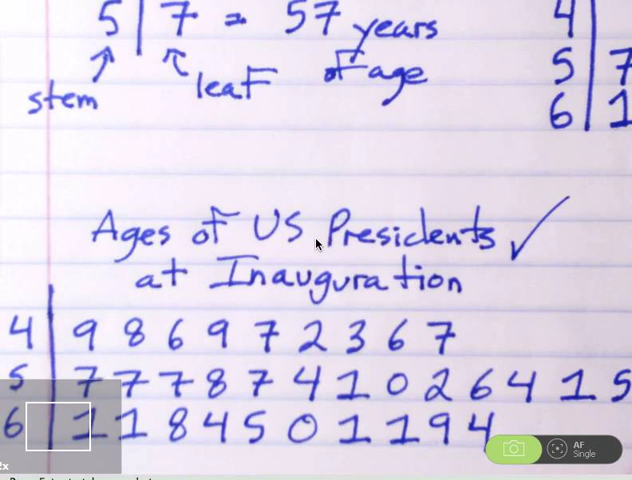 5 | 7 = 57 years
stem leaf of age
4 |
5 | 7
6 | 1
Ages of US Presidents ✓
at Inauguration
4 | 9 8 6 9 7 2 3 6 7
5 | 7 7 7 8 7 4 1 0 2 6 4 1 5
6 | 1 1 8 4 5 0 1 1 9 4
AF
Single